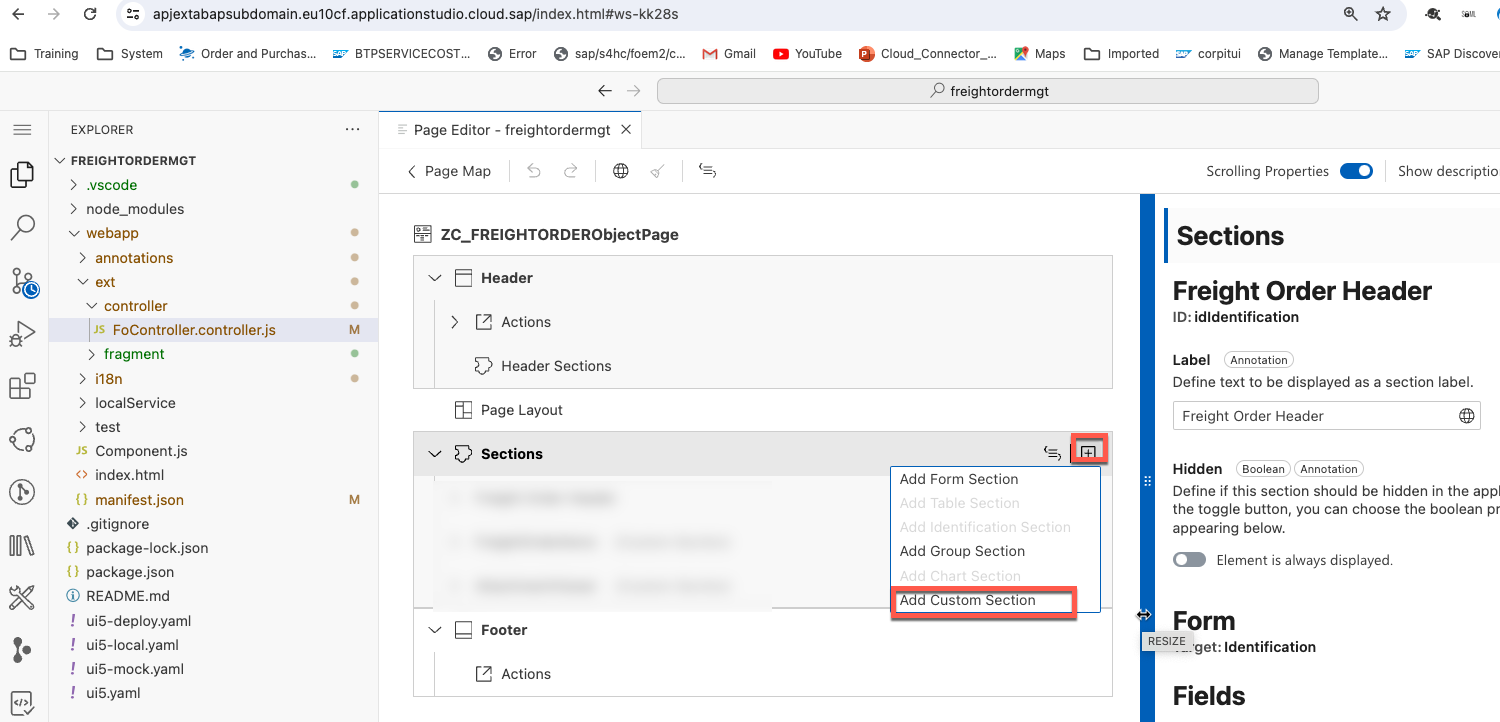 apjextabapsubdomain.eu10cf.applicationstudio.cloud.sap/index.html#ws-kk28s
Training
System
Order and Purchas...
BTPSERVICECOST...
Error
sap/s4hc/foem2/c...
Gmail
YouTube
Cloud_Connector_...
Maps
Imported
corpitui
Manage Template...
SAP Discove
freightordermgt
EXPLORER
FREIGHTORDERMGT
.vscode
node_modules
webapp
annotations
ext
controller
JS FoController.controller.js M
fragment
i18n
localService
test
JS Component.js
<> index.html
{} manifest.json M
.gitignore
{} package-lock.json
{} package.json
README.md
! ui5-deploy.yaml
! ui5-local.yaml
! ui5-mock.yaml
! ui5.yaml
Page Editor - freightordermgt
Page Map
Scrolling Properties
Show descriptio
ZC_FREIGHTORDERObjectPage
Header
Actions
Header Sections
Page Layout
Sections
Add Form Section
Add Table Section
Add Identification Section
Add Group Section
Add Chart Section
Add Custom Section
Footer
Actions
Sections
Freight Order Header
ID: idIdentification
Label Annotation
Define text to be displayed as a section label.
Freight Order Header
Hidden Boolean Annotation
Define if this section should be hidden in the appl
the toggle button, you can choose the boolean pr
appearing below.
Element is always displayed.
Form
RESIZE
Target: Identification
Fields